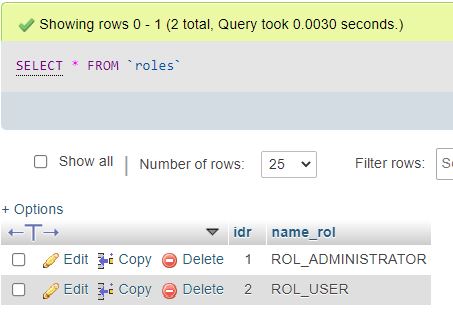 Showing rows 0 - 1 (2 total, Query took 0.0030 seconds.)
SELECT * FROM `roles`
Show all | Number of rows: 25 Filter rows:
+ Options
←T→ idr name_rol
Edit Copy Delete 1 ROL_ADMINISTRATOR
Edit Copy Delete 2 ROL_USER